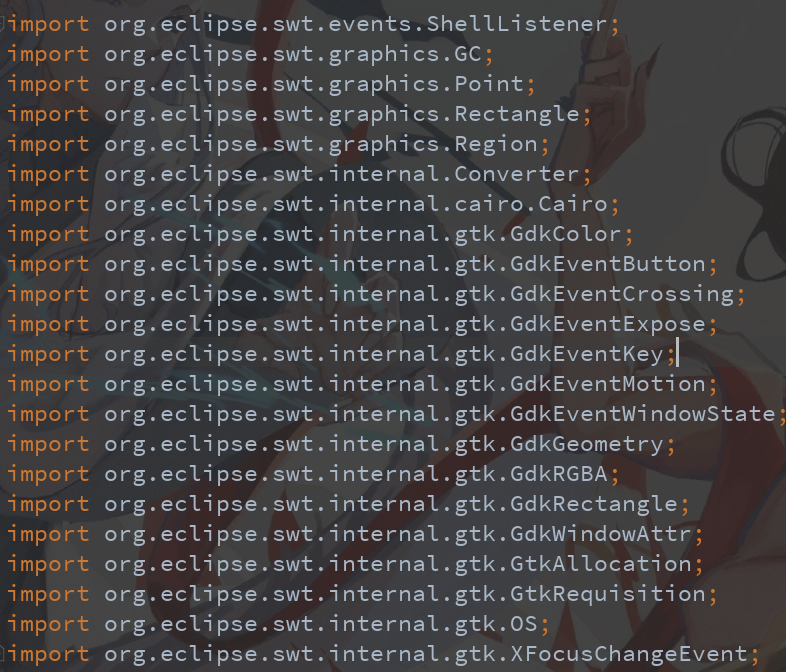 import org.eclipse.swt.events.ShellListener;
import org.eclipse.swt.graphics.GC;
import org.eclipse.swt.graphics.Point;
import org.eclipse.swt.graphics.Rectangle;
import org.eclipse.swt.graphics.Region;
import org.eclipse.swt.internal.Converter;
import org.eclipse.swt.internal.cairo.Cairo;
import org.eclipse.swt.internal.gtk.GdkColor;
import org.eclipse.swt.internal.gtk.GdkEventButton;
import org.eclipse.swt.internal.gtk.GdkEventCrossing;
import org.eclipse.swt.internal.gtk.GdkEventExpose;
import org.eclipse.swt.internal.gtk.GdkEventKey;
import org.eclipse.swt.internal.gtk.GdkEventMotion;
import org.eclipse.swt.internal.gtk.GdkEventWindowState;
import org.eclipse.swt.internal.gtk.GdkGeometry;
import org.eclipse.swt.internal.gtk.GdkRGBA;
import org.eclipse.swt.internal.gtk.GdkRectangle;
import org.eclipse.swt.internal.gtk.GdkWindowAttr;
import org.eclipse.swt.internal.gtk.GtkAllocation;
import org.eclipse.swt.internal.gtk.GtkRequisition;
import org.eclipse.swt.internal.gtk.OS;
import org.eclipse.swt.internal.gtk.XFocusChangeEvent;